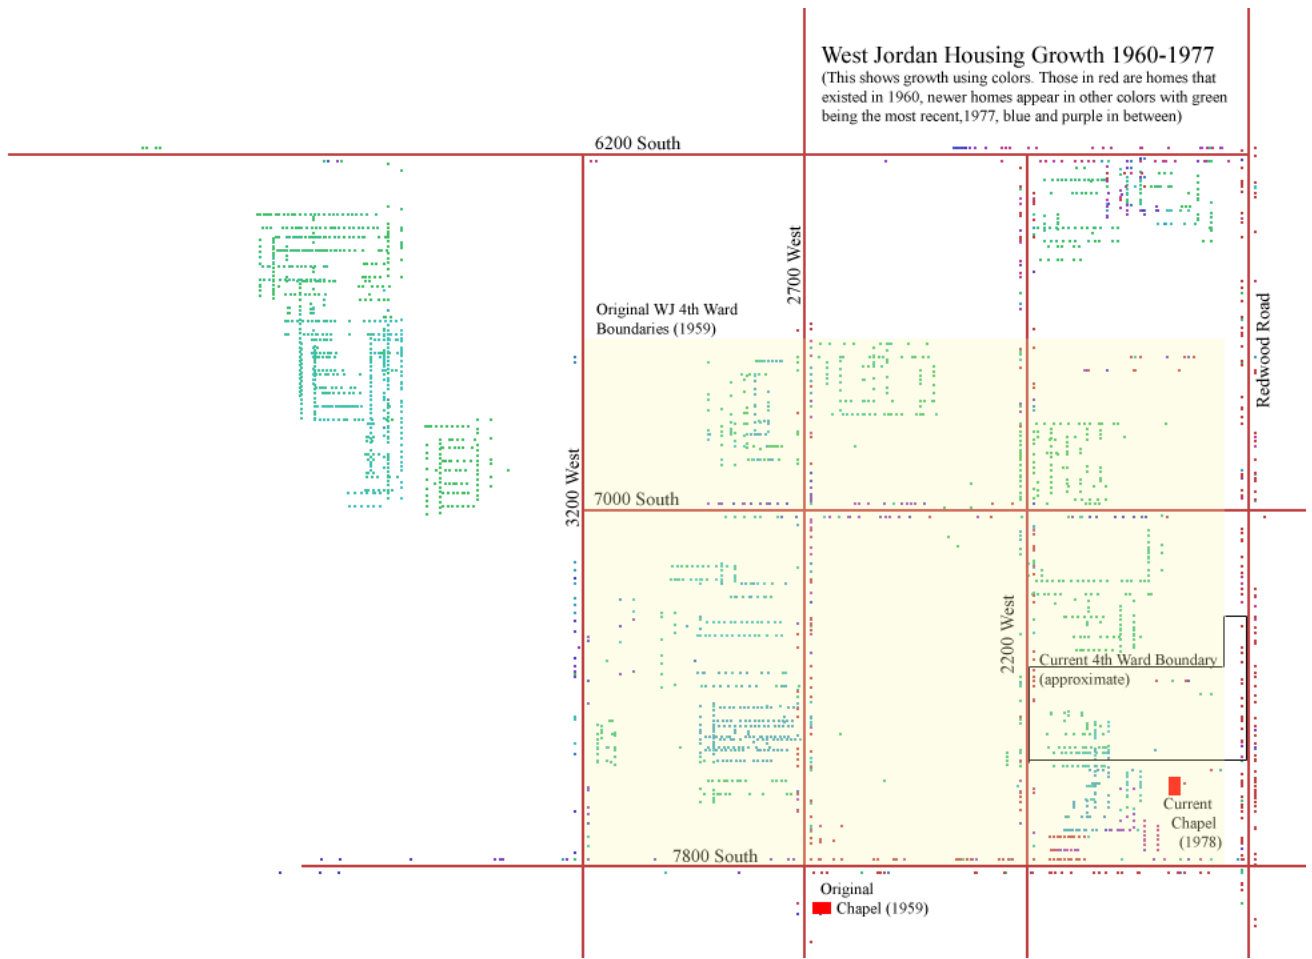 West Jordan Housing Growth 1960-1977
(This shows growth using colors. Those in red are homes that
existed in 1960, newer homes appear in other colors with green
being the most recent,1977, blue and purple in between)
6200 South
2700 West
Original WJ 4th Ward
Boundaries (1959)
Redwood Road
3200 West
7000 South
2200 West
Current 4th Ward Boundary
(approximate)
Current
Chapel
(1978)
7800 South
Original
Chapel (1959)